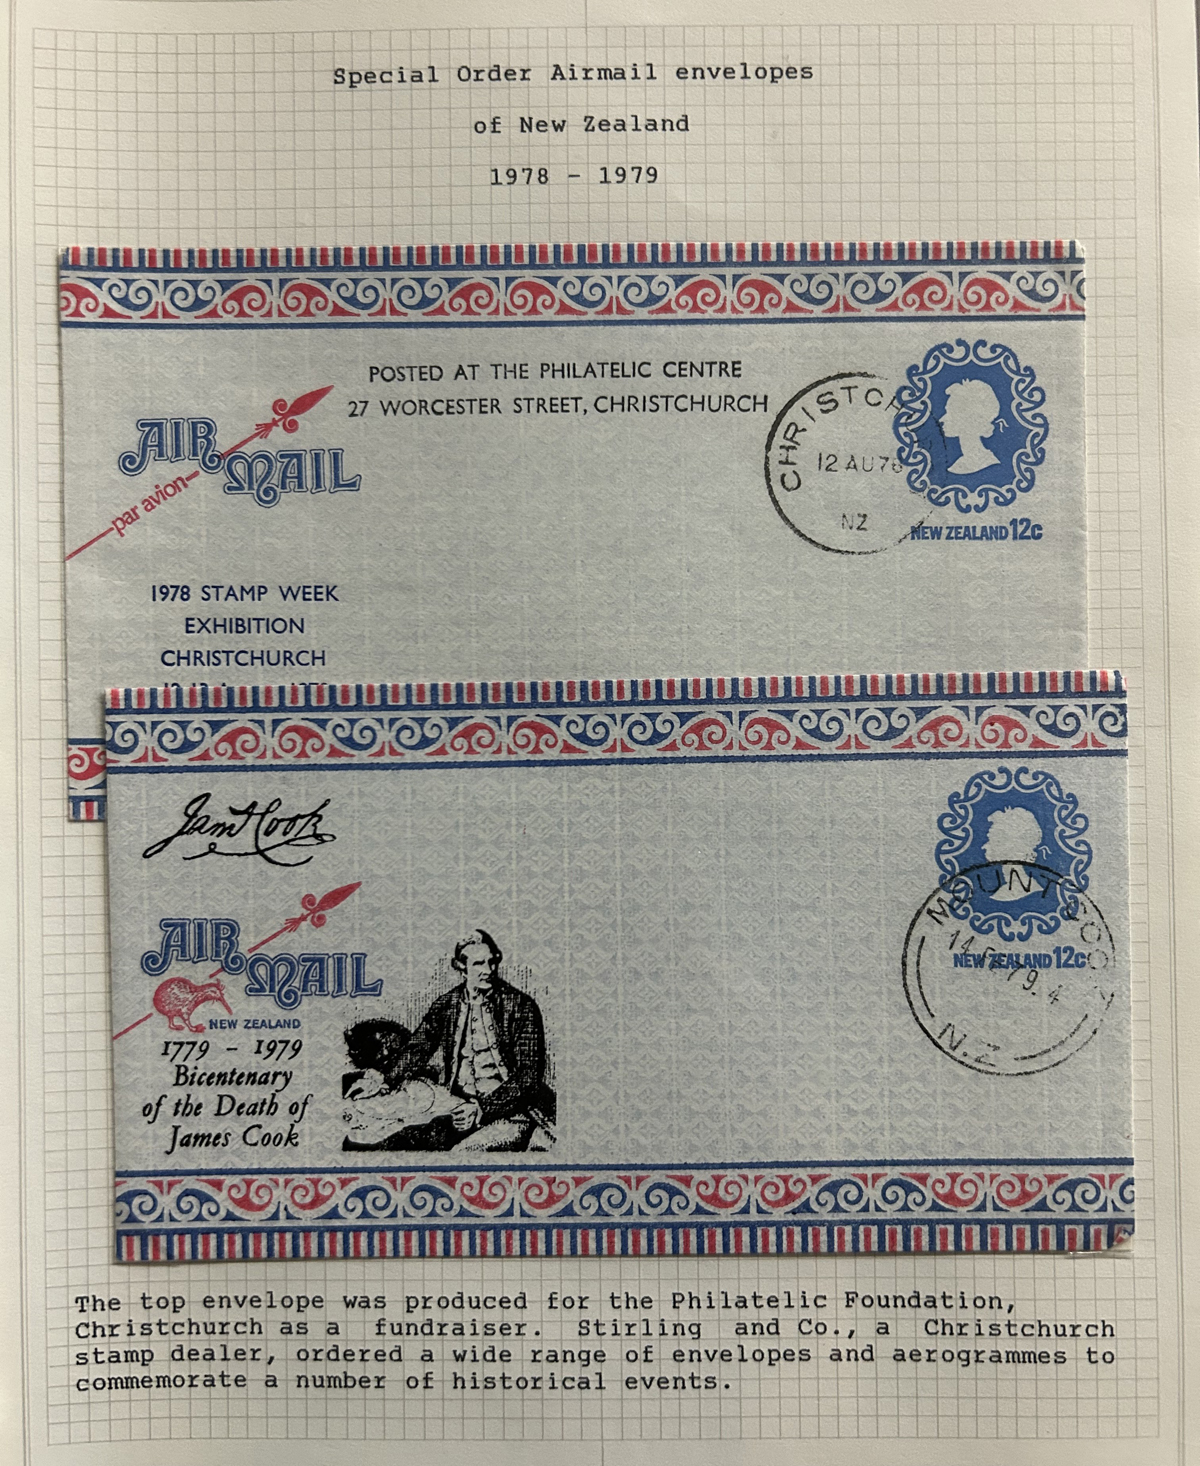 Special Order Airmail envelopes
of New Zealand
1978 - 1979
POSTED AT THE PHILATELIC CENTRE
27 WORCESTER STREET, CHRISTCHURCH
AIR MAIL
par avion
CHRISTCH
12 AU 78
NZ
NEW ZEALAND 12c
1978 STAMP WEEK
EXHIBITION
CHRISTCHURCH
Jam Cook
AIR MAIL
NEW ZEALAND
1779 - 1979
Bicentenary
of the Death of
James Cook
MOUNT COOK
79.4
N.Z
NEW ZEALAND 12c
The top envelope was produced for the Philatelic Foundation,
Christchurch as a fundraiser. Stirling and Co., a Christchurch
stamp dealer, ordered a wide range of envelopes and aerogrammes to
commemorate a number of historical events.